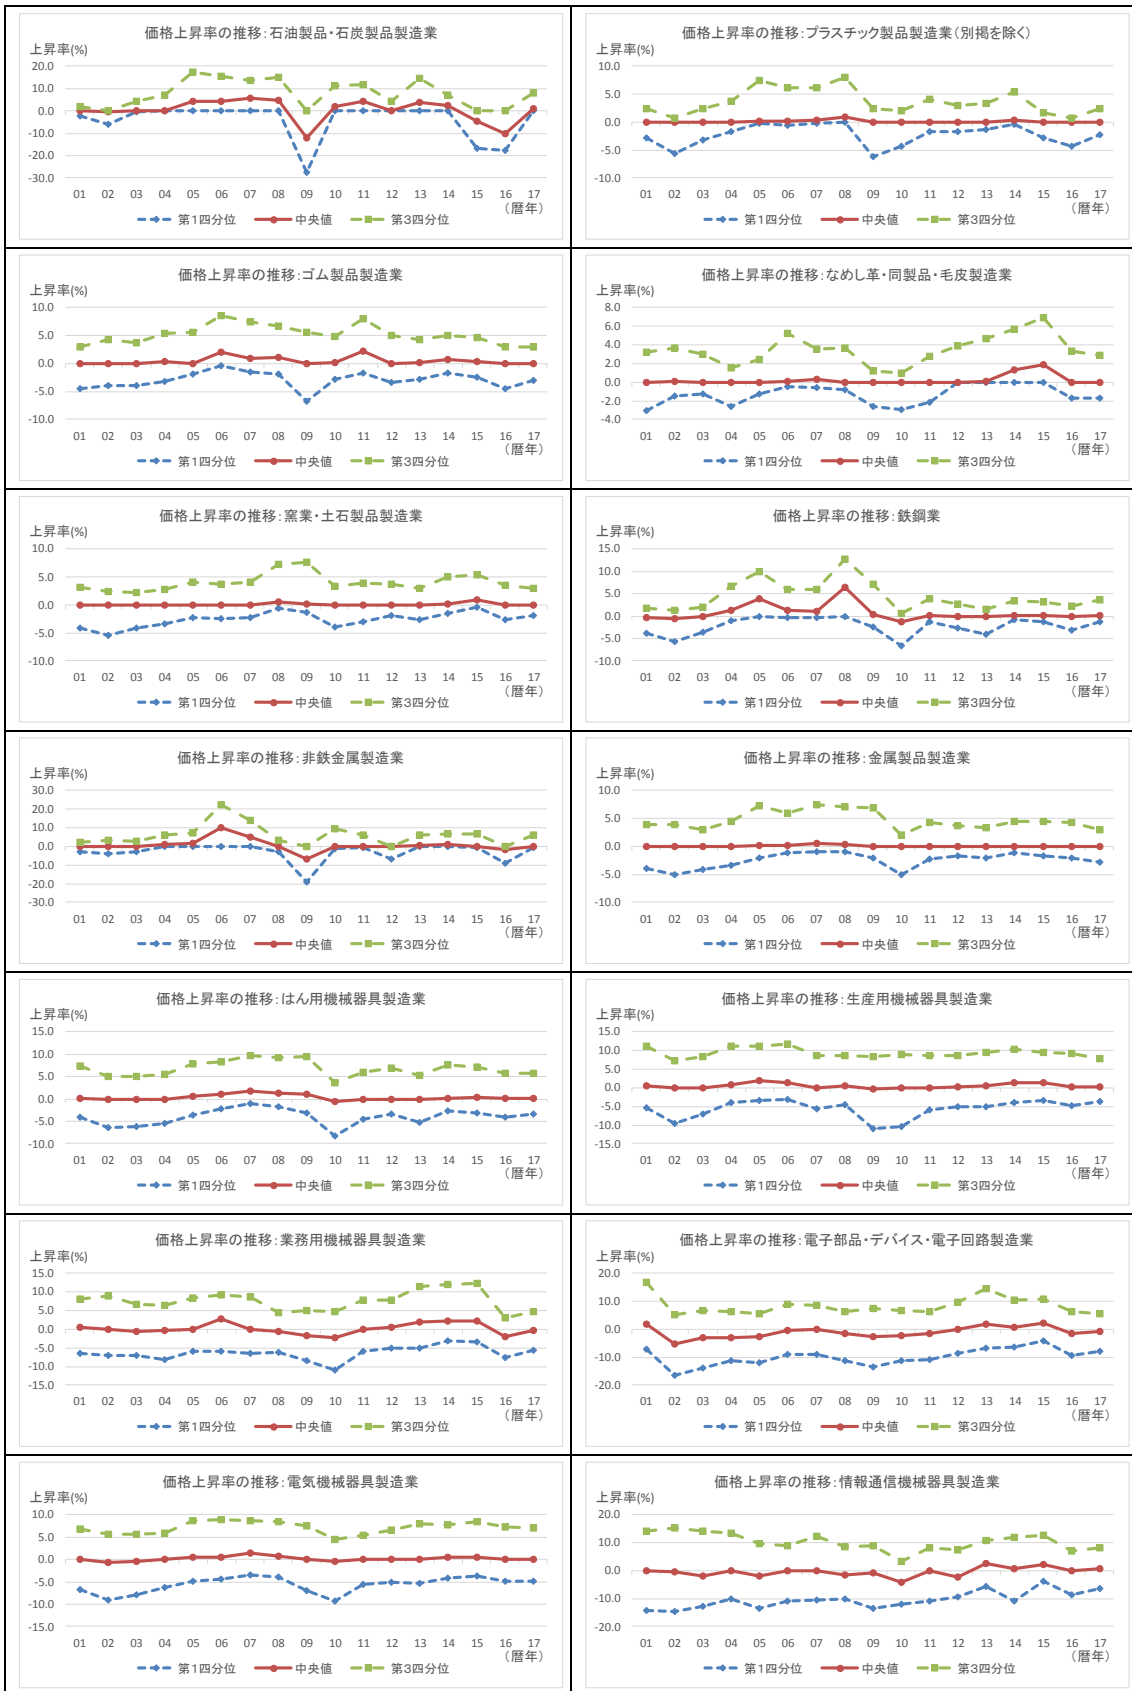 価格上昇率の推移：石油製品・石炭製品製造業
上昇率(%)
20.0
10.0
0.0
-10.0
-20.0
-30.0
01 02 03 04 05 06 07 08 09 10 11 12 13 14 15 16 17
（暦年）
第1四分位 中央値 第3四分位
価格上昇率の推移：プラスチック製品製造業（別掲を除く）
上昇率(%)
10.0
5.0
0.0
-5.0
-10.0
01 02 03 04 05 06 07 08 09 10 11 12 13 14 15 16 17
（暦年）
第1四分位 中央値 第3四分位
価格上昇率の推移：ゴム製品製造業
上昇率(%)
10.0
5.0
0.0
-5.0
-10.0
01 02 03 04 05 06 07 08 09 10 11 12 13 14 15 16 17
（暦年）
第1四分位 中央値 第3四分位
価格上昇率の推移：なめし革・同製品・毛皮製造業
上昇率(%)
8.0
6.0
4.0
2.0
0.0
-2.0
-4.0
01 02 03 04 05 06 07 08 09 10 11 12 13 14 15 16 17
（暦年）
第1四分位 中央値 第3四分位
価格上昇率の推移：窯業・土石製品製造業
上昇率(%)
10.0
5.0
0.0
-5.0
-10.0
01 02 03 04 05 06 07 08 09 10 11 12 13 14 15 16 17
（暦年）
第1四分位 中央値 第3四分位
価格上昇率の推移：鉄鋼業
上昇率(%)
15.0
10.0
5.0
0.0
-5.0
-10.0
01 02 03 04 05 06 07 08 09 10 11 12 13 14 15 16 17
（暦年）
第1四分位 中央値 第3四分位
価格上昇率の推移：非鉄金属製造業
上昇率(%)
30.0
20.0
10.0
0.0
-10.0
-20.0
-30.0
01 02 03 04 05 06 07 08 09 10 11 12 13 14 15 16 17
（暦年）
第1四分位 中央値 第3四分位
価格上昇率の推移：金属製品製造業
上昇率(%)
10.0
5.0
0.0
-5.0
-10.0
01 02 03 04 05 06 07 08 09 10 11 12 13 14 15 16 17
（暦年）
第1四分位 中央値 第3四分位
価格上昇率の推移：はん用機械器具製造業
上昇率(%)
15.0
10.0
5.0
0.0
-5.0
-10.0
01 02 03 04 05 06 07 08 09 10 11 12 13 14 15 16 17
（暦年）
第1四分位 中央値 第3四分位
価格上昇率の推移：生産用機械器具製造業
上昇率(%)
15.0
10.0
5.0
0.0
-5.0
-10.0
-15.0
01 02 03 04 05 06 07 08 09 10 11 12 13 14 15 16 17
（暦年）
第1四分位 中央値 第3四分位
価格上昇率の推移：業務用機械器具製造業
上昇率(%)
15.0
10.0
5.0
0.0
-5.0
-10.0
-15.0
01 02 03 04 05 06 07 08 09 10 11 12 13 14 15 16 17
（暦年）
第1四分位 中央値 第3四分位
価格上昇率の推移：電子部品・デバイス・電子回路製造業
上昇率(%)
20.0
10.0
0.0
-10.0
-20.0
01 02 03 04 05 06 07 08 09 10 11 12 13 14 15 16 17
（暦年）
第1四分位 中央値 第3四分位
価格上昇率の推移：電気機械器具製造業
上昇率(%)
10.0
5.0
0.0
-5.0
-10.0
-15.0
01 02 03 04 05 06 07 08 09 10 11 12 13 14 15 16 17
（暦年）
第1四分位 中央値 第3四分位
価格上昇率の推移：情報通信機械器具製造業
上昇率(%)
20.0
10.0
0.0
-10.0
-20.0
01 02 03 04 05 06 07 08 09 10 11 12 13 14 15 16 17
（暦年）
第1四分位 中央値 第3四分位